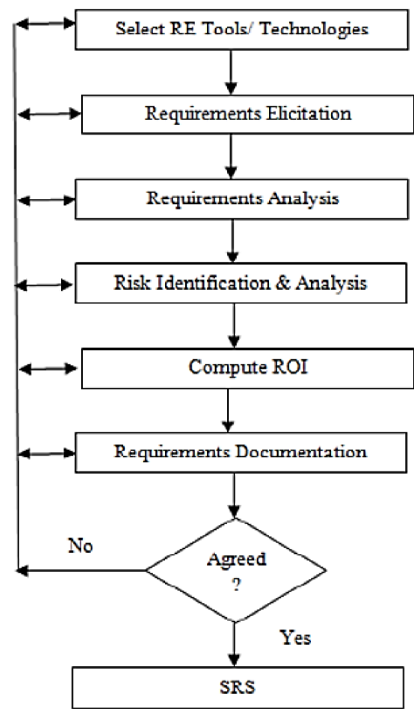 Select RE Tools/ Technologies
Requirements Elicitation
Requirements Analysis
Risk Identification & Analysis
Compute ROI
Requirements Documentation
No
Agreed
?
Yes
SRS